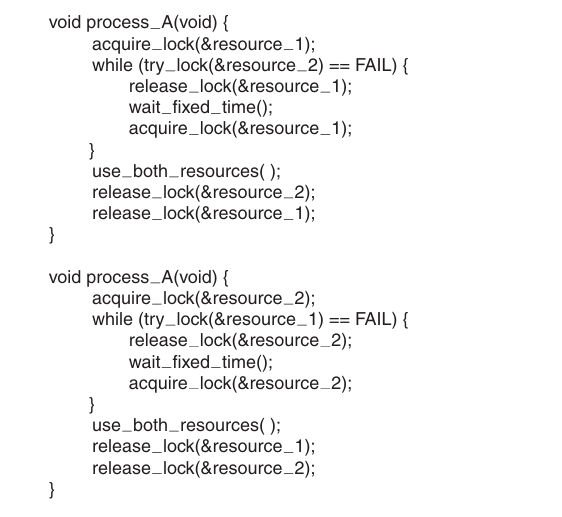 void process_A(void) {
acquire_lock(&resource_1);
while (try_lock(&resource_2) == FAIL) {
release_lock(&resource_1);
wait_fixed_time();
acquire_lock(&resource_1);
}
use_both_resources( );
release_lock(&resource_2);
release_lock(&resource_1);
}
void process_A(void) {
acquire_lock(&resource_2);
while (try_lock(&resource_1) == FAIL) {
release_lock(&resource_2);
wait_fixed_time();
acquire_lock(&resource_2);
}
use_both_resources( );
release_lock(&resource_1);
release_lock(&resource_2);
}